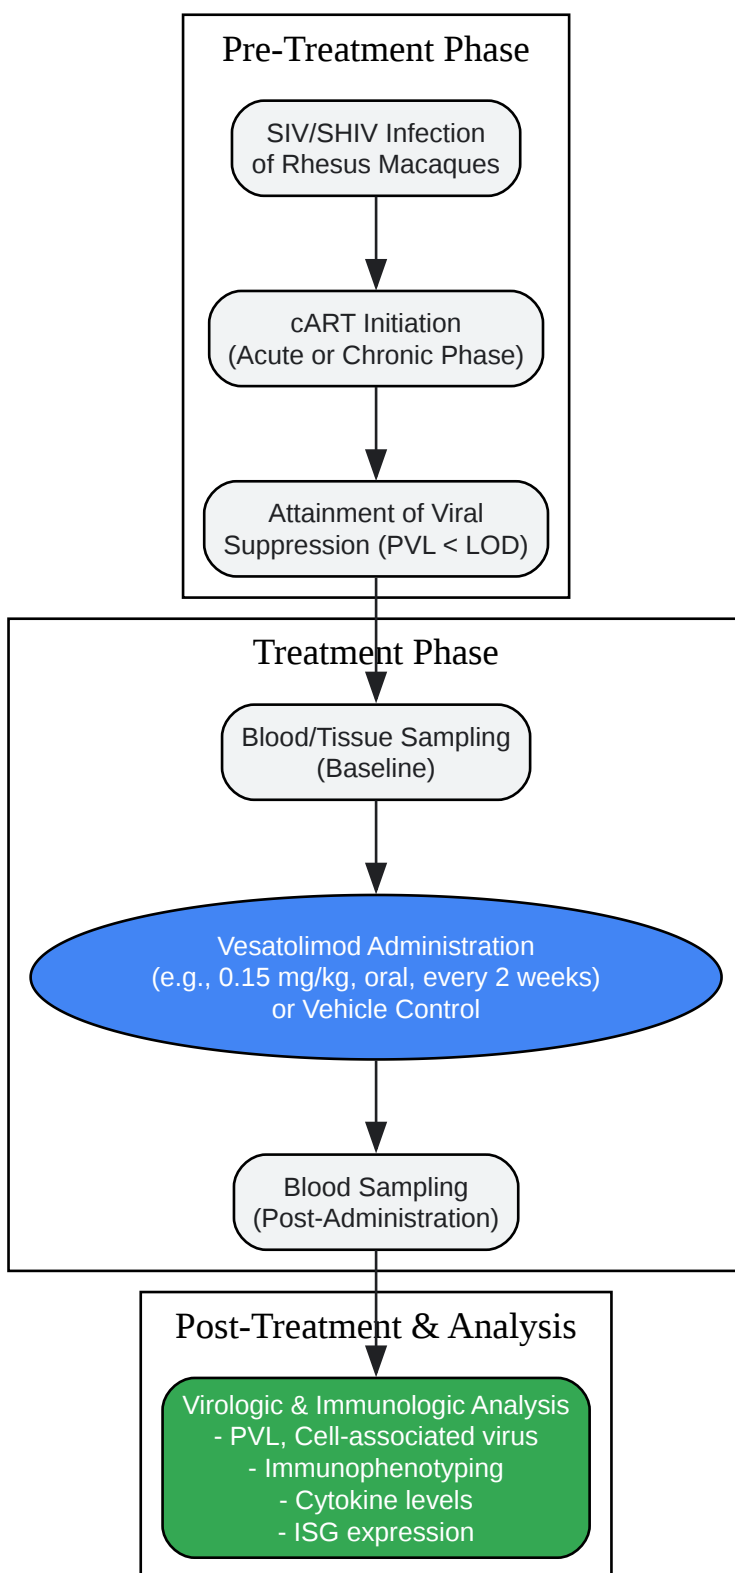 Pre-Treatment Phase
SIV/SHIV Infection
of Rhesus Macaques
cART Initiation
(Acute or Chronic Phase)
Attainment of Viral
Suppression (PVL < LOD)
Treatment Phase
Blood/Tissue Sampling
(Baseline)
Vesatolimod Administration
(e.g., 0.15 mg/kg, oral, every 2 weeks)
or Vehicle Control
Blood Sampling
(Post-Administration)
Post-Treatment & Analysis
Virologic & Immunologic Analysis
- PVL, Cell-associated virus
- Immunophenotyping
- Cytokine levels
- ISG expression